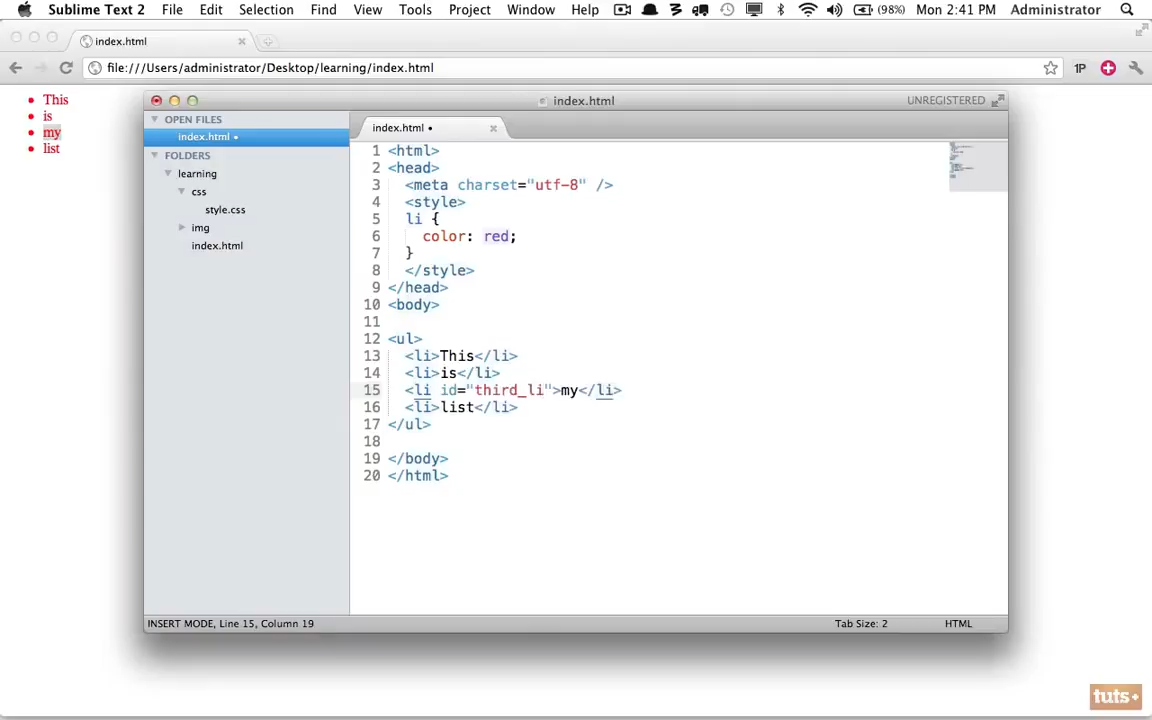 Sublime Text 2 File Edit Selection Find View Tools Project Window Help (98%) Mon 2:41 PM Administrator
index.html
file:///Users/administrator/Desktop/learning/index.html 1P
This
is
my
list
index.html UNREGISTERED
OPEN FILES
index.html •
FOLDERS
learning
css
style.css
img
index.html
index.html •
1 <html>
2 <head>
3 <meta charset="utf-8" />
4 <style>
5 li {
6 color: red;
7 }
8 </style>
9 </head>
10 <body>
11
12 <ul>
13 <li>This</li>
14 <li>is</li>
15 <li id="third_li">my</li>
16 <li>list</li>
17 </ul>
18
19 </body>
20 </html>
INSERT MODE, Line 15, Column 19 Tab Size: 2 HTML
tuts+